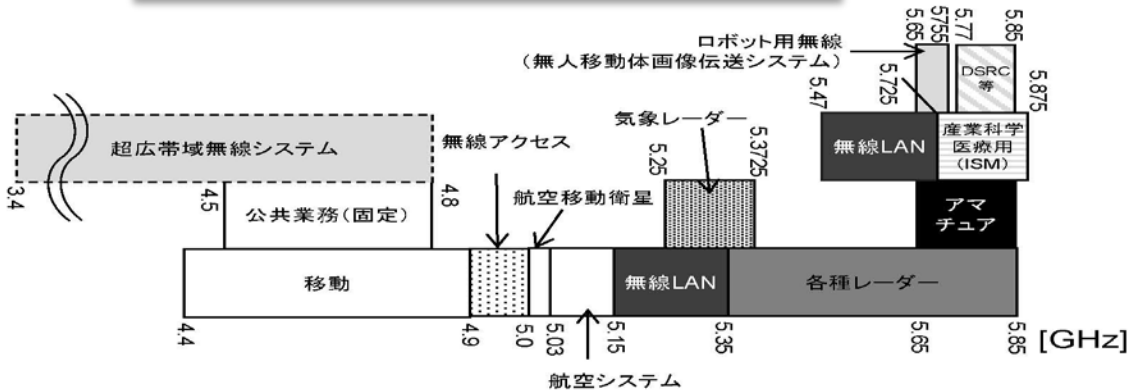 ロボット用無線
(無人移動体画像伝送システム)
5.65
5755
5.77
5.85
DSRC
等
5.47
5.725
5.875
気象レーダー
無線アクセス
超広帯域無線システム
5.25
5.3725
無線LAN
産業科学
医療用
(ISM)
3.4
4.5
4.8
公共業務(固定)
航空移動衛星
アマ
チュア
移動
無線LAN
各種レーダー
4.4
4.9
5.0
5.03
5.15
5.35
5.65
5.85
[GHz]
航空システム